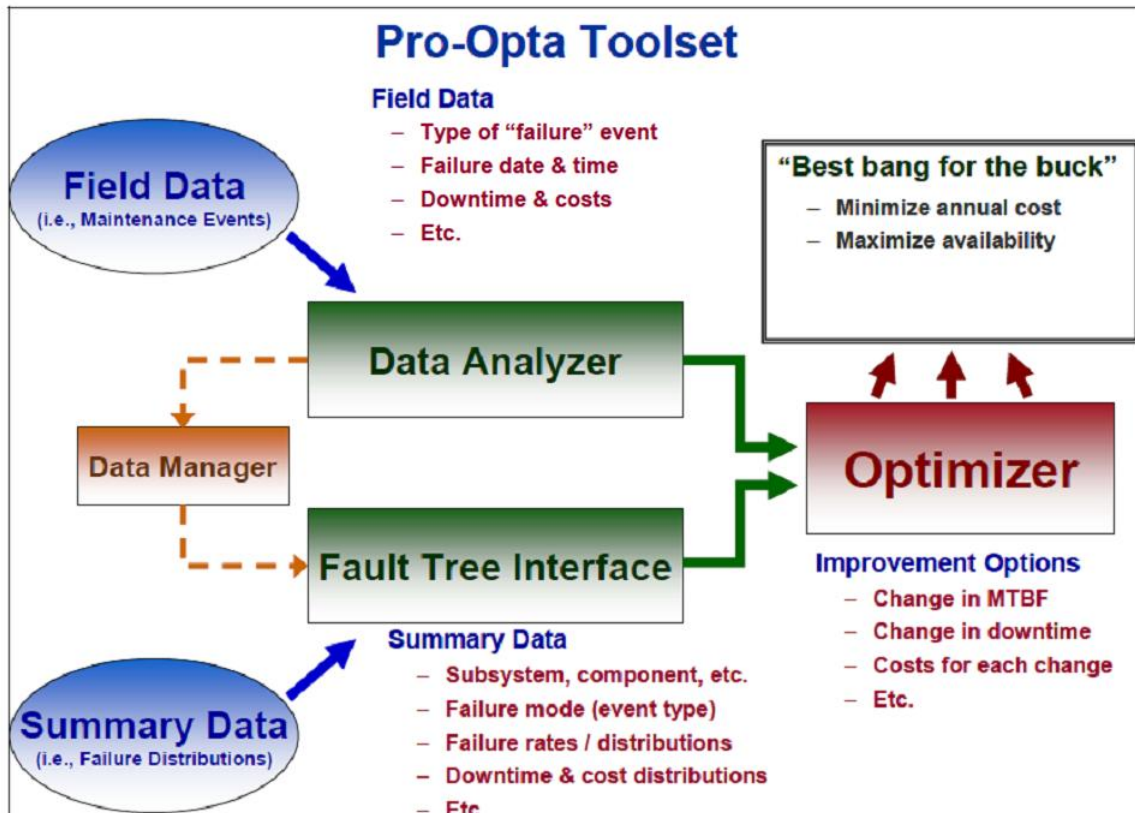 Pro-Opta Toolset
Field Data
– Type of “failure” event
– Failure date & time
– Downtime & costs
– Etc.
Field Data
(i.e., Maintenance Events)
“Best bang for the buck”
– Minimize annual cost
– Maximize availability
Data Analyzer
Data Manager
Optimizer
Fault Tree Interface
Improvement Options
– Change in MTBF
– Change in downtime
– Costs for each change
– Etc.
Summary Data
– Subsystem, component, etc.
– Failure mode (event type)
– Failure rates / distributions
– Downtime & cost distributions
– Etc
Summary Data
(i.e., Failure Distributions)